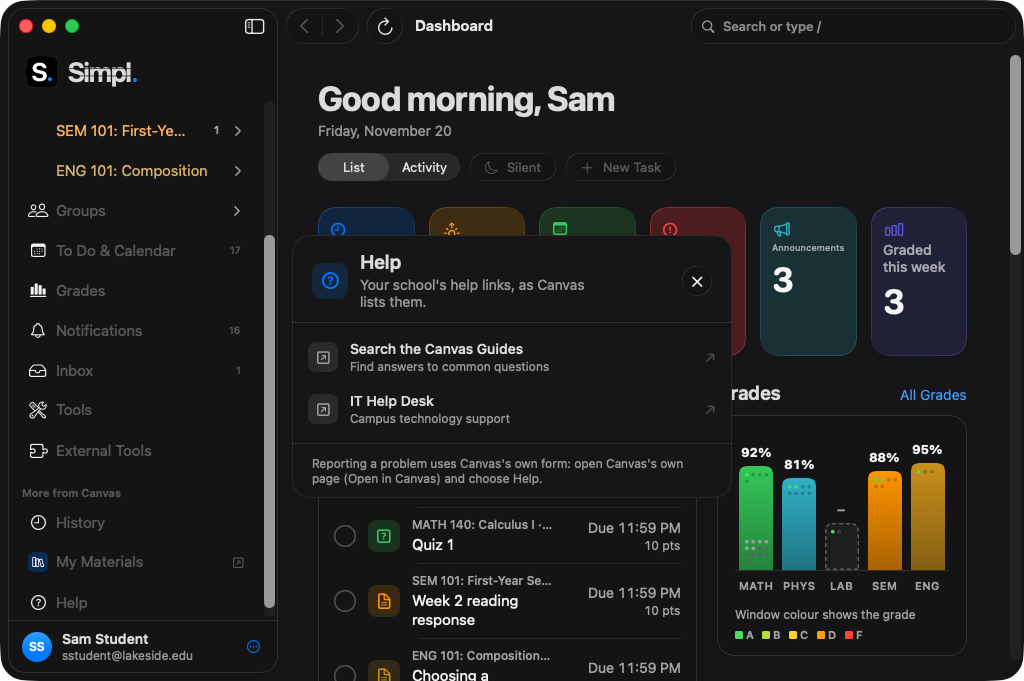 Dashboard
Search or type /
S.
Simpl.
SEM 101: First-Ye... 1
ENG 101: Composition
Groups
To Do & Calendar 17
Grades
Notifications 16
Inbox 1
Tools
External Tools
More from Canvas
History
My Materials
Help
SS
Sam Student
sstudent@lakeside.edu
Good morning, Sam
Friday, November 20
List
Activity
Silent
New Task
Announcements
3
Graded
this week
3
Help
Your school's help links, as Canvas
lists them.
Search the Canvas Guides
Find answers to common questions
IT Help Desk
Campus technology support
Reporting a problem uses Canvas's own form: open Canvas's own
page (Open in Canvas) and choose Help.
MATH 140: Calculus I ·...
Quiz 1
Due 11:59 PM
10 pts
SEM 101: First-Year Se...
Week 2 reading
response
Due 11:59 PM
10 pts
ENG 101: Composition...
Choosing a
Due 11:59 PM
rades
All Grades
92%
81%
–
88%
95%
MATH
PHYS
LAB
SEM
ENG
Window colour shows the grade
A
B
C
D
F